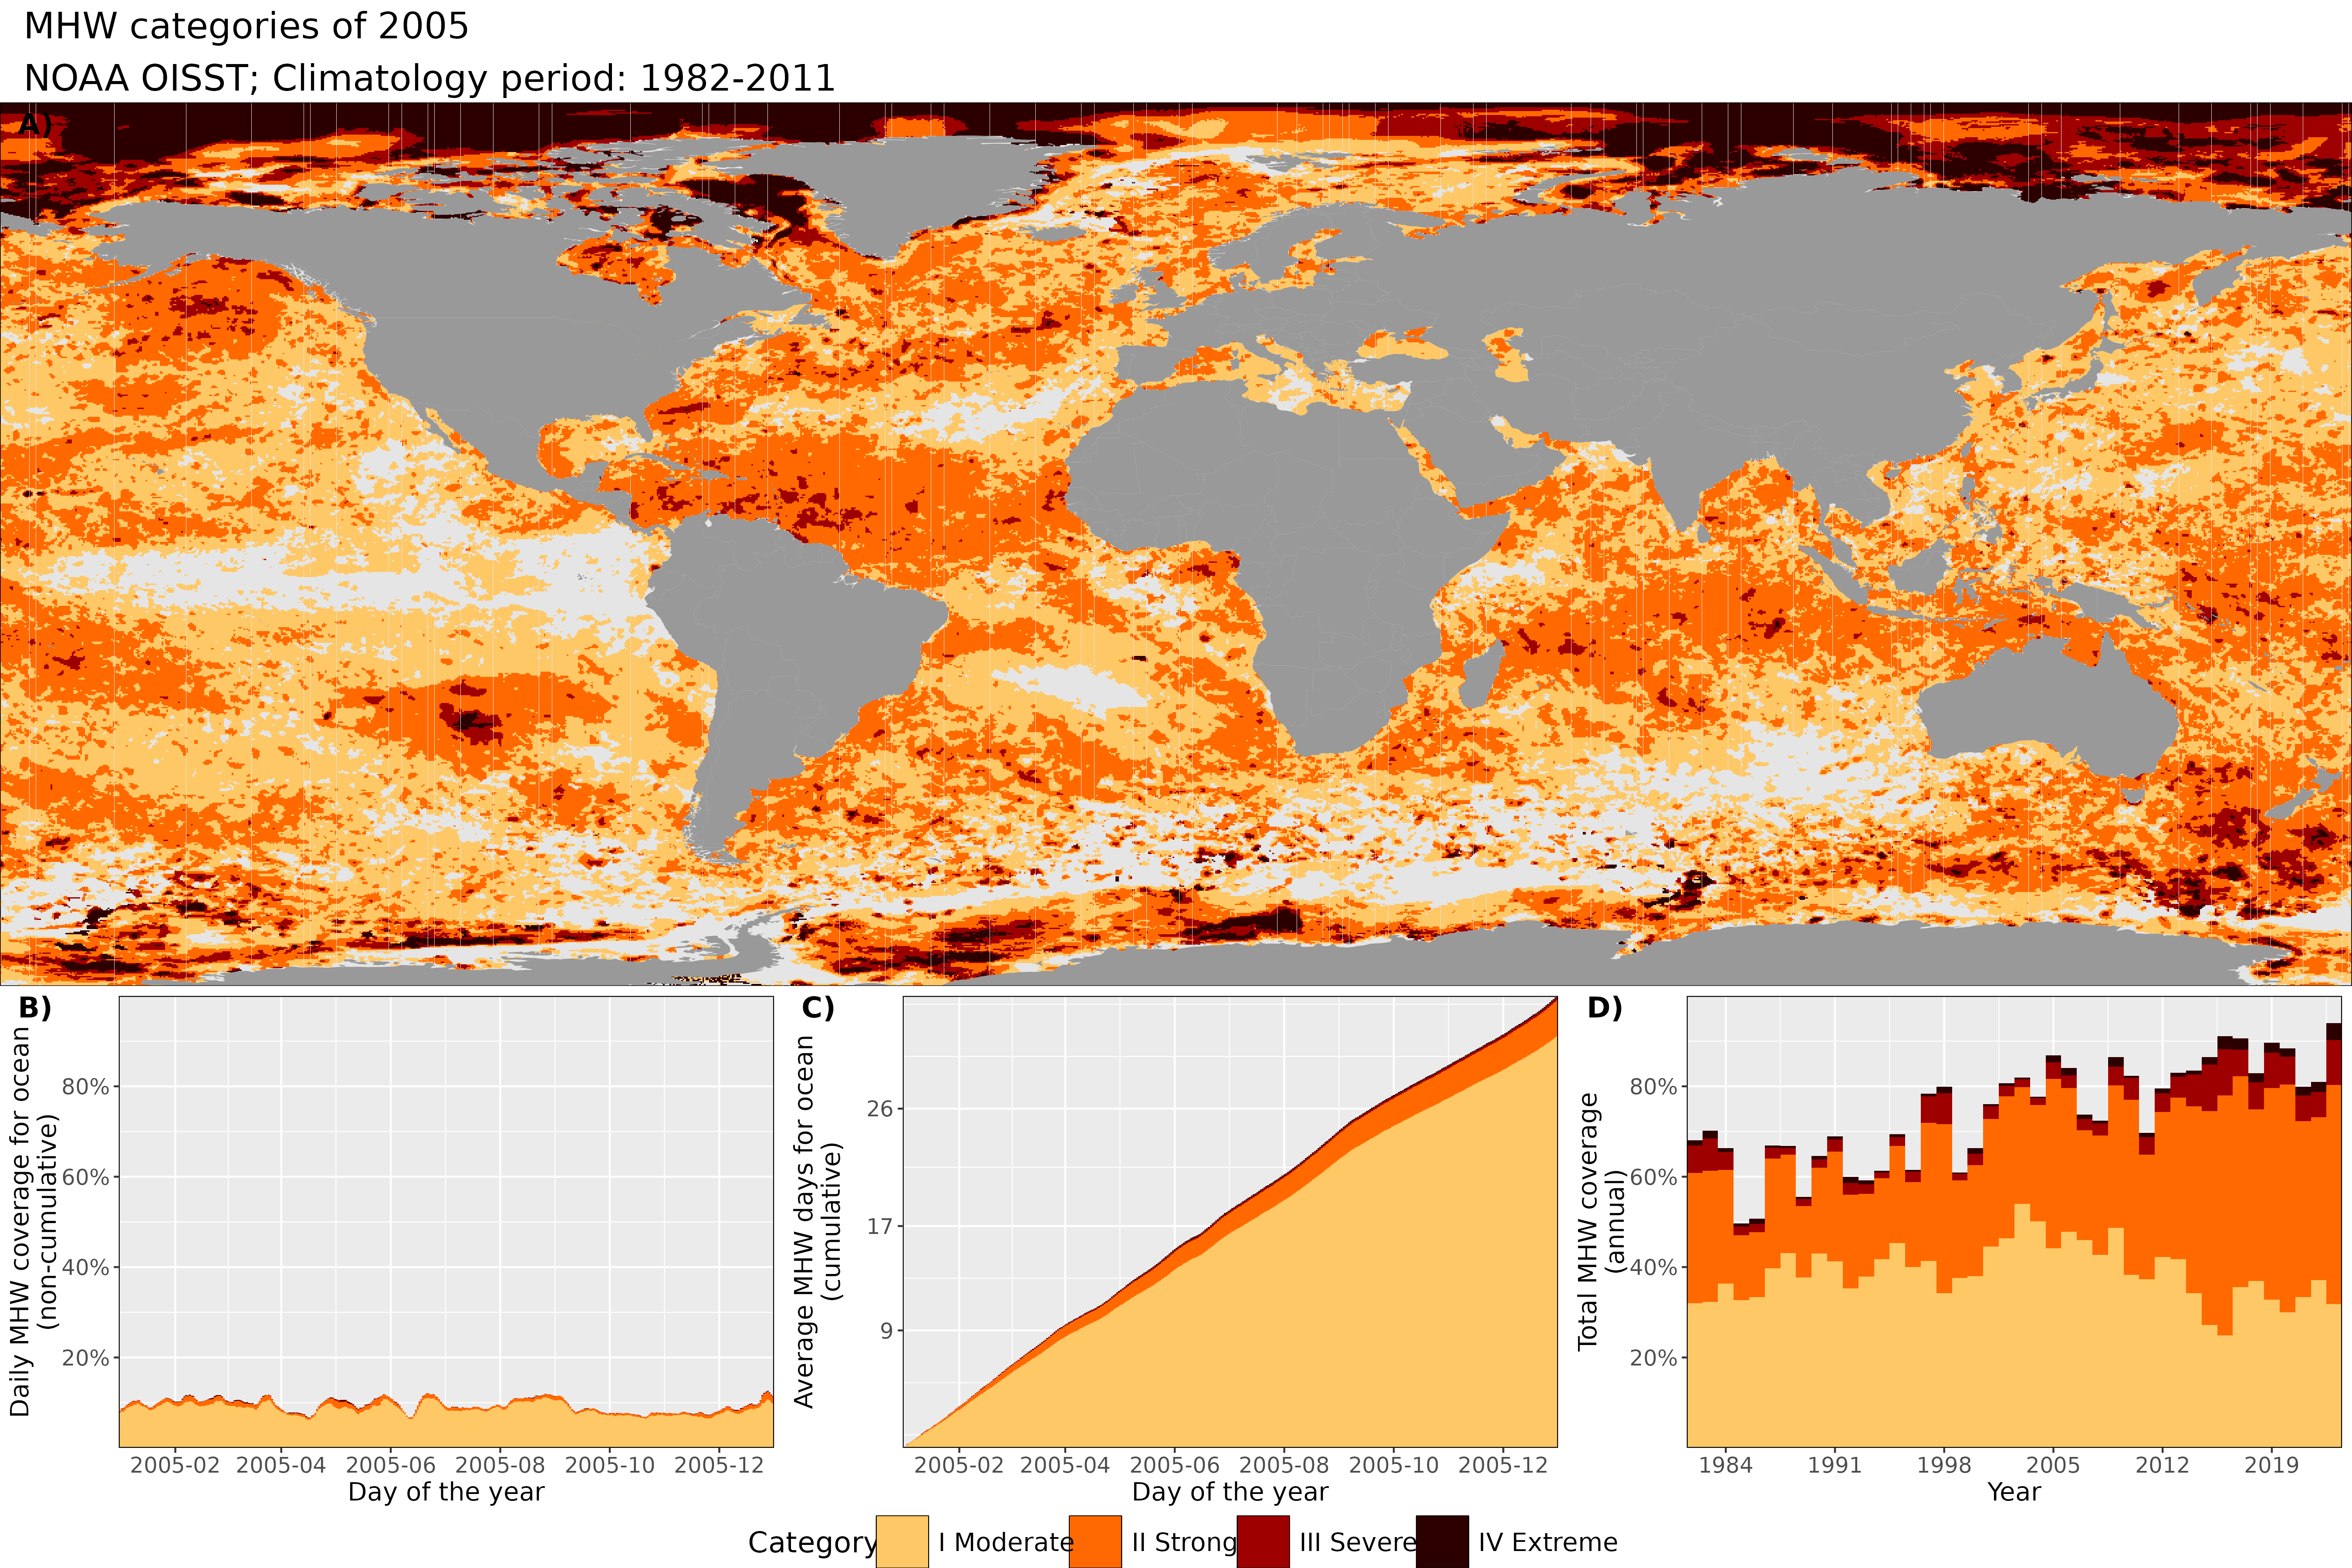 MHW categories of 2005
NOAA OISST; Climatology period: 1982-2011
A)
B)
Daily MHW coverage for ocean
(non-cumulative)
80%
60%
40%
20%
2005-02 2005-04 2005-06 2005-08 2005-10 2005-12
Day of the year
C)
Average MHW days for ocean
(cumulative)
26
17
9
2005-02 2005-04 2005-06 2005-08 2005-10 2005-12
Day of the year
D)
Total MHW coverage
(annual)
80%
60%
40%
20%
1984 1991 1998 2005 2012 2019
Year
Category I Moderate II Strong III Severe IV Extreme